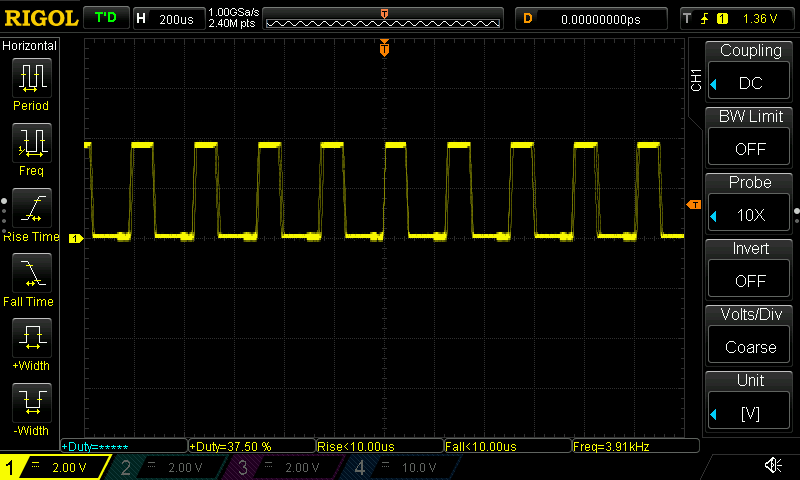 RIGOL T'D H 200us 1.00GSa/s 2.40M pts T D 0.00000000ps T 1 1.36 V
Horizontal
Period
Freq
Rise Time
Fall Time
+Width
-Width
T
1
T
CH1
Coupling
DC
BW Limit
OFF
Probe
10X
Invert
OFF
Volts/Div
Coarse
Unit
[V]
+Duty=***** +Duty=37.50 % Rise<10.00us Fall<10.00us Freq=3.91kHz
1 2.00 V 2 2.00 V 3 2.00 V 4 10.0 V